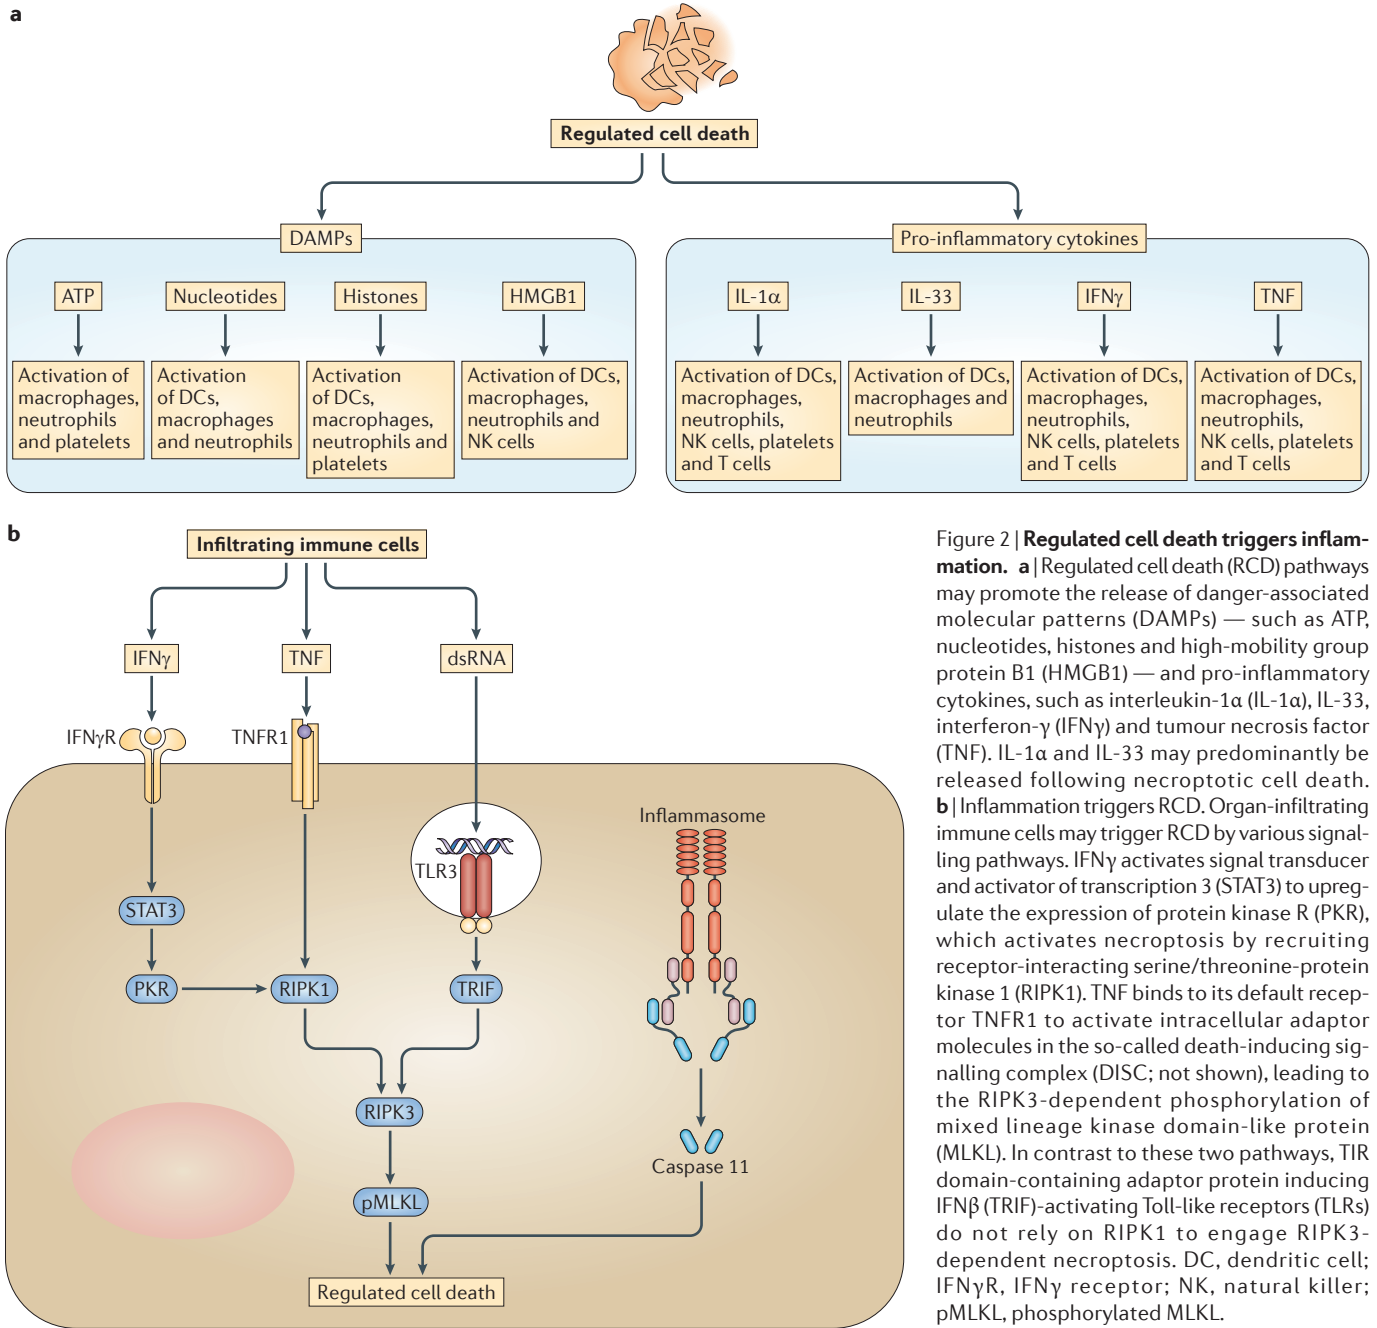 a
Regulated cell death
DAMPs
Pro-inflammatory cytokines
ATP
Nucleotides
Histones
HMGB1
IL-1α
IL-33
IFNγ
TNF
Activation of
macrophages,
neutrophils
and platelets
Activation
of DCs,
macrophages
and neutrophils
Activation
of DCs,
macrophages,
neutrophils and
platelets
Activation of DCs,
macrophages,
neutrophils and
NK cells
Activation of DCs,
macrophages,
neutrophils,
NK cells, platelets
and T cells
Activation of DCs,
macrophages and
neutrophils
Activation of DCs,
macrophages,
neutrophils,
NK cells, platelets
and T cells
Activation of DCs,
macrophages,
neutrophils,
NK cells, platelets
and T cells
b
Infiltrating immune cells
IFNγ
TNF
dsRNA
IFNγR
TNFR1
TLR3
Inflammasome
STAT3
PKR
RIPK1
TRIF
RIPK3
Caspase 11
pMLKL
Regulated cell death
Figure 2 | Regulated cell death triggers inflam-
mation. a | Regulated cell death (RCD) pathways
may promote the release of danger-associated
molecular patterns (DAMPs) — such as ATP,
nucleotides, histones and high-mobility group
protein B1 (HMGB1) — and pro-inflammatory
cytokines, such as interleukin-1α (IL-1α), IL-33,
interferon-γ (IFNγ) and tumour necrosis factor
(TNF). IL-1α and IL-33 may predominantly be
released following necroptotic cell death.
b | Inflammation triggers RCD. Organ-infiltrating
immune cells may trigger RCD by various signal-
ling pathways. IFNγ activates signal transducer
and activator of transcription 3 (STAT3) to upreg-
ulate the expression of protein kinase R (PKR),
which activates necroptosis by recruiting
receptor-interacting serine/threonine-protein
kinase 1 (RIPK1). TNF binds to its default recep-
tor TNFR1 to activate intracellular adaptor
molecules in the so-called death-inducing sig-
nalling complex (DISC; not shown), leading to
the RIPK3-dependent phosphorylation of
mixed lineage kinase domain-like protein
(MLKL). In contrast to these two pathways, TIR
domain-containing adaptor protein inducing
IFNβ (TRIF)-activating Toll-like receptors (TLRs)
do not rely on RIPK1 to engage RIPK3-
dependent necroptosis. DC, dendritic cell;
IFNγR, IFNγ receptor; NK, natural killer;
pMLKL, phosphorylated MLKL.